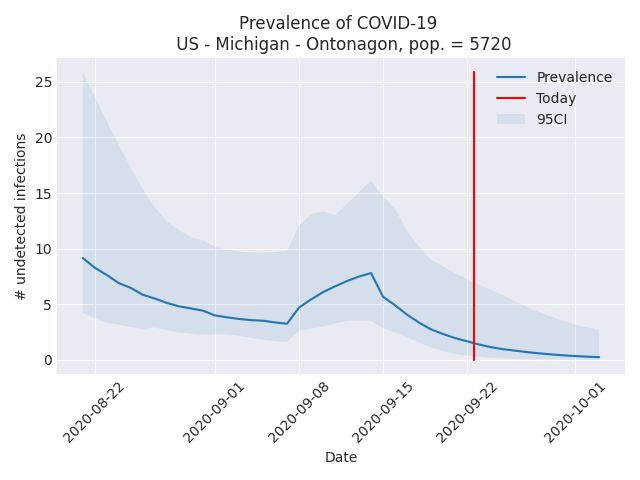 Prevalence of COVID-19
US - Michigan - Ontonagon, pop. = 5720
Prevalence
Today
95CI
# undetected infections
25
20
15
10
5
0
2020-08-22
2020-09-01
2020-09-08
2020-09-15
2020-09-22
2020-10-01
Date